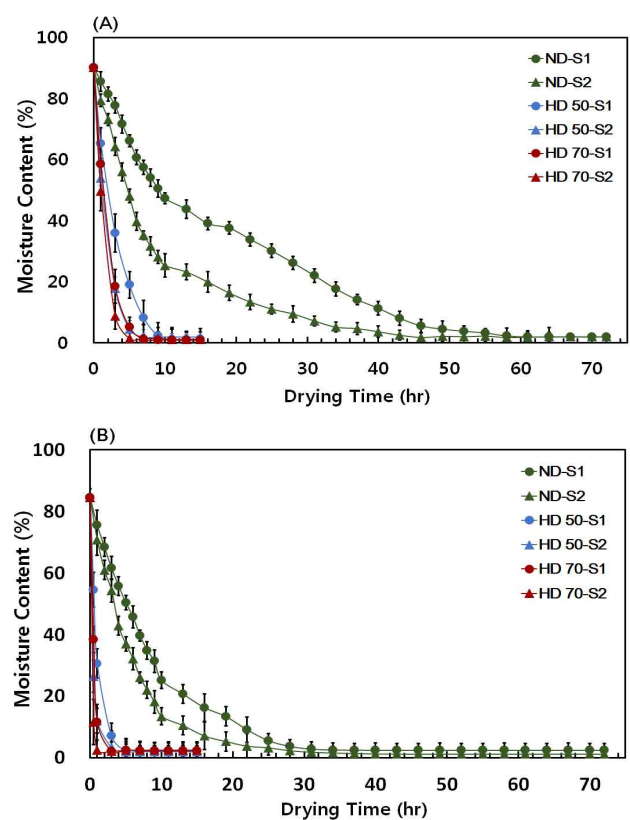 (A)
100
80
60
40
20
0
Moisture Content (%)
ND-S1
ND-S2
HD 50-S1
HD 50-S2
HD 70-S1
HD 70-S2
0 10 20 30 40 50 60 70
Drying Time (hr)
(B)
100
80
60
40
20
0
Moisture Content (%)
ND-S1
ND-S2
HD 50-S1
HD 50-S2
HD 70-S1
HD 70-S2
0 10 20 30 40 50 60 70
Drying Time (hr)